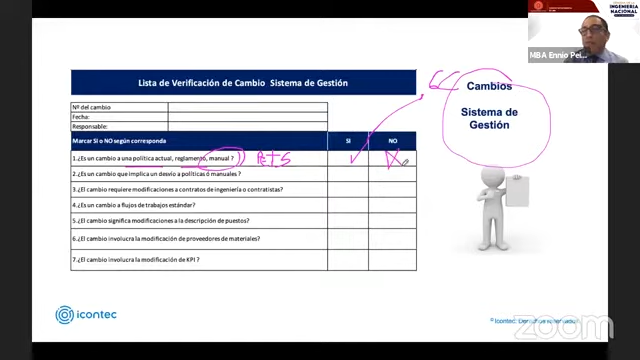 INGENIERÍA
NACIONAL
MBA Ennio Pe
Lista de Verificación de Cambio Sistema de Gestión
Nº del cambio
Fecha:
Responsable:
Marcar SI o NO según corresponda
SI
NO
1.¿Es un cambio a una política actual, reglamento, manual ?
PETS
2.¿Es un cambio que implica un desvío a políticas o manuales?
3.¿El cambio requiere modificaciones a contratos de ingeniería o contratistas?
4.¿Es un cambio a flujos de trabajos estándar?
5.¿El cambio significa modificaciones a la descripción de puestos?
6.¿El cambio involucra la modificación de proveedores de materiales?
7.¿El cambio involucra la modificación de KPI ?
Cambios
Sistema de
Gestión
icontec
© Icontec. Derechos reservados.
zoom